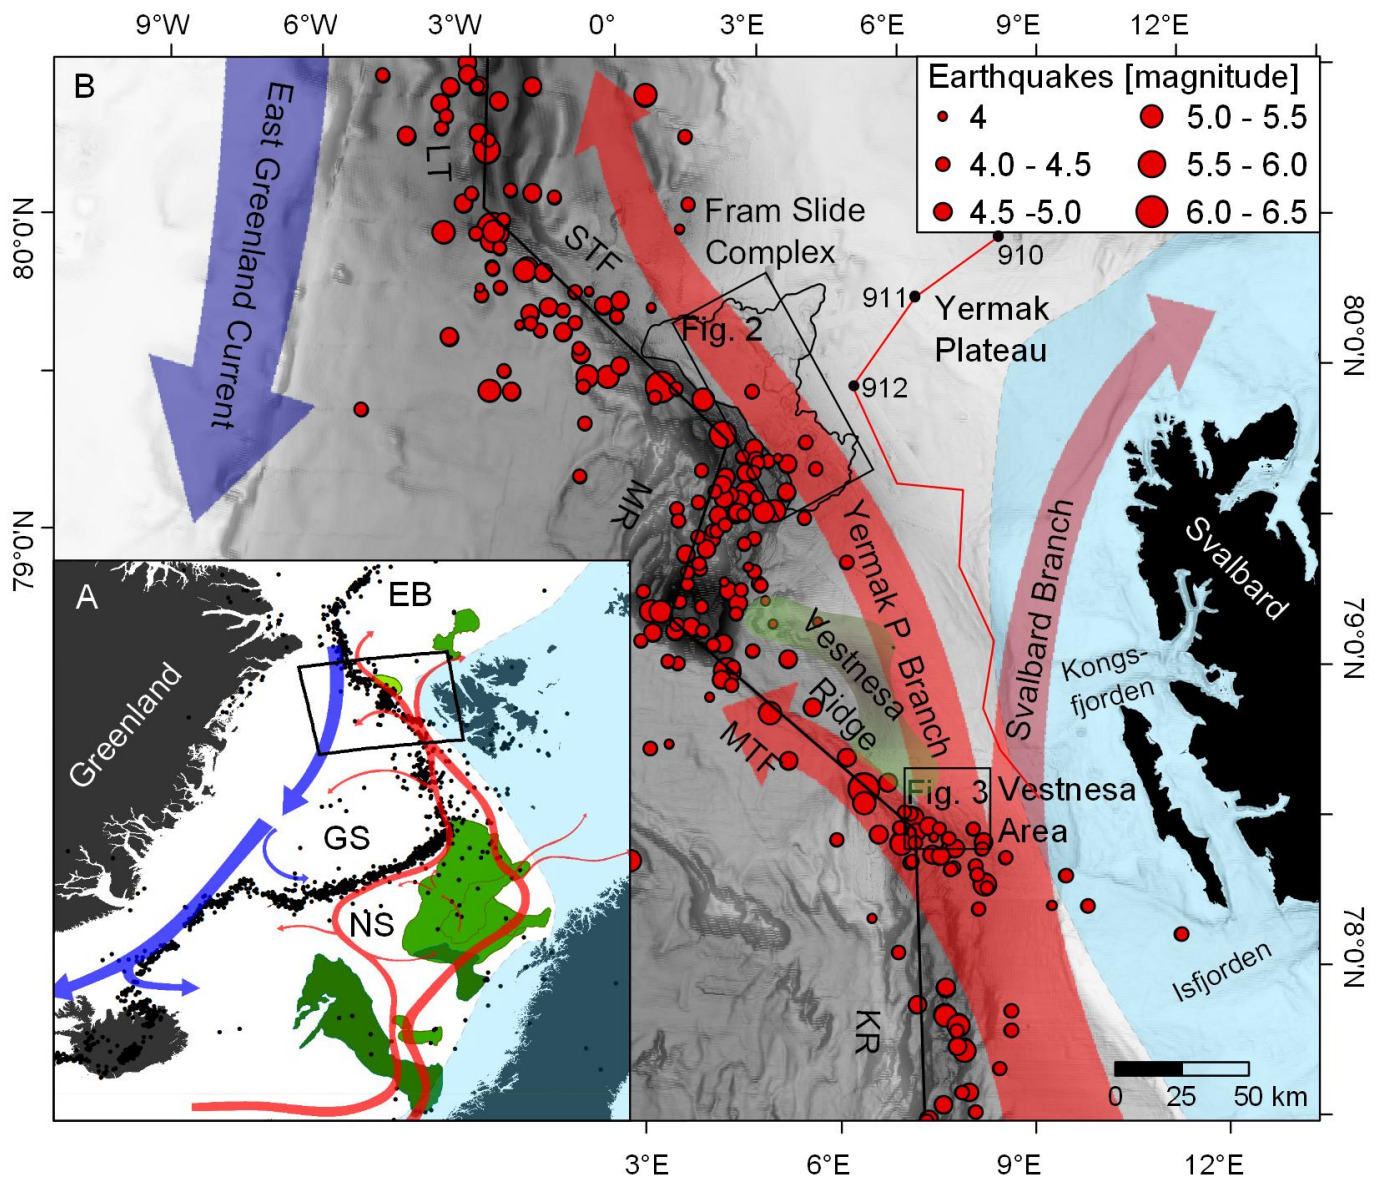 9°W 6°W 3°W 0° 3°E 6°E 9°E 12°E
B
Earthquakes [magnitude]
4 5.0 - 5.5
4.0 - 4.5 5.5 - 6.0
4.5 -5.0 6.0 - 6.5
East Greenland Current
LT
STF
Fram Slide
Complex
Fig. 2
910
911
912
Yermak
Plateau
80°0'N
80°0'N
79°0'N
79°0'N
78°0'N
MR
Yermak P. Branch
Svalbard Branch
Svalbard
Kongs-
fjorden
Vestnesa
Ridge
MTF
Fig. 3
Vestnesa
Area
KR
Isfjorden
0 25 50 km
A
EB
Greenland
GS
NS
3°E 6°E 9°E 12°E